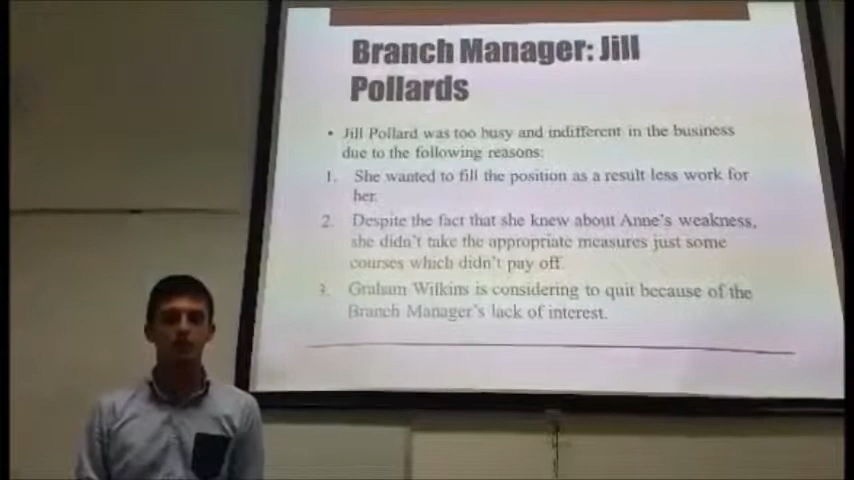 Branch Manager: Jill
Pollards
• Jill Pollard was too busy and indifferent in the business
due to the following reasons:
1. She wanted to fill the position as a result less work for
her.
2. Despite the fact that she knew about Anne's weakness,
she didn't take the appropriate measures just some
courses which didn't pay off.
3. Graham Wilkins is considering to quit because of the
Branch Manager's lack of interest.